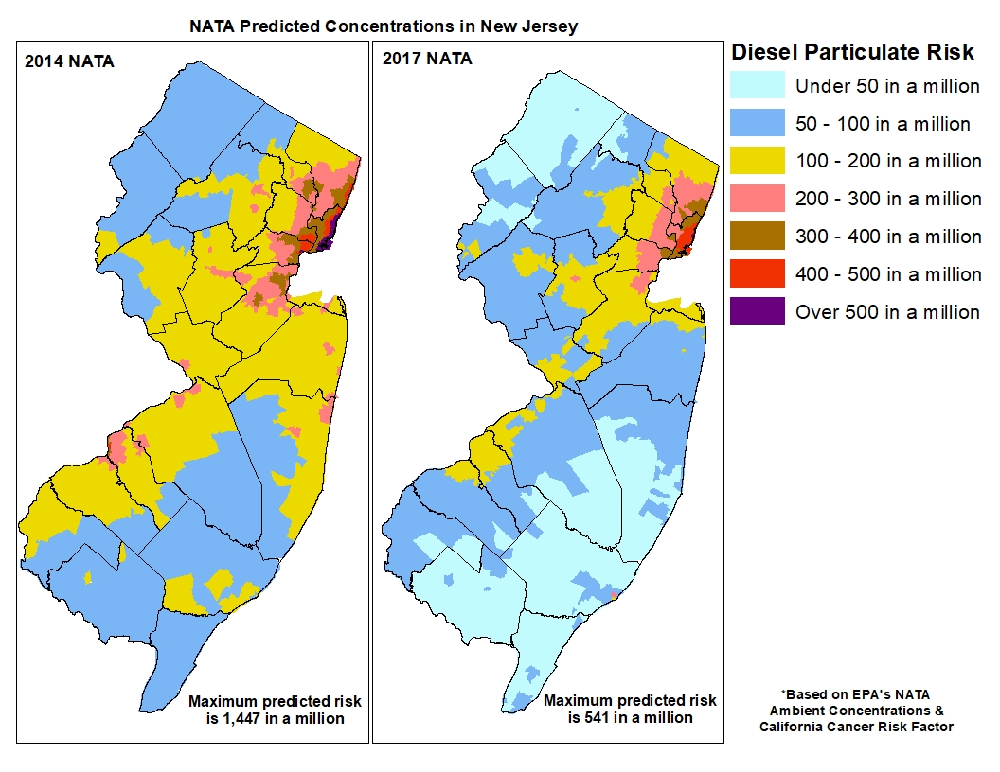 NATA Predicted Concentrations in New Jersey
2014 NATA
2017 NATA
Diesel Particulate Risk
Under 50 in a million
50 - 100 in a million
100 - 200 in a million
200 - 300 in a million
300 - 400 in a million
400 - 500 in a million
Over 500 in a million
Maximum predicted risk
is 1,447 in a million
Maximum predicted risk
is 541 in a million
*Based on EPA's NATA
Ambient Concentrations &
California Cancer Risk Factor